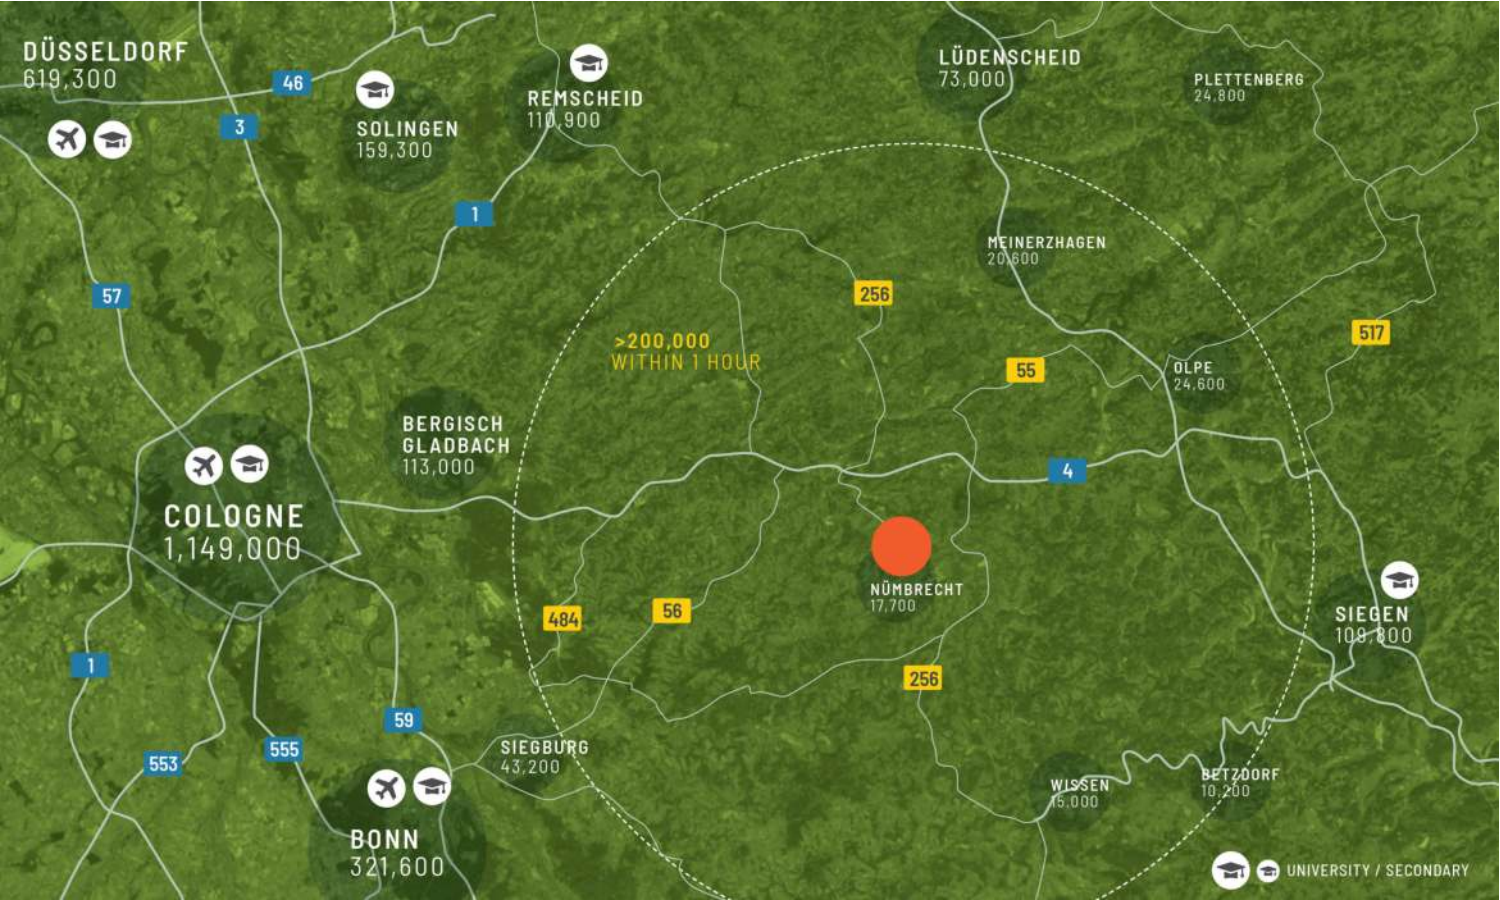 DÜSSELDORF
619,300
46
3
SOLINGEN
159,300
REMSCHEID
110,900
1
57
LÜDENSCHEID
73,000
PLETTENBERG
24,800
MEINERZHAGEN
20,600
256
517
>200,000
WITHIN 1 HOUR
55
OLPE
24,600
BERGISCH
GLADBACH
113,000
4
COLOGNE
1,149,000
NÜMBRECHT
17,700
484
56
256
SIEGEN
109,800
1
59
553
555
SIEGBURG
43,200
BONN
321,600
WISSEN
15,000
BETZDORF
10,200
UNIVERSITY / SECONDARY